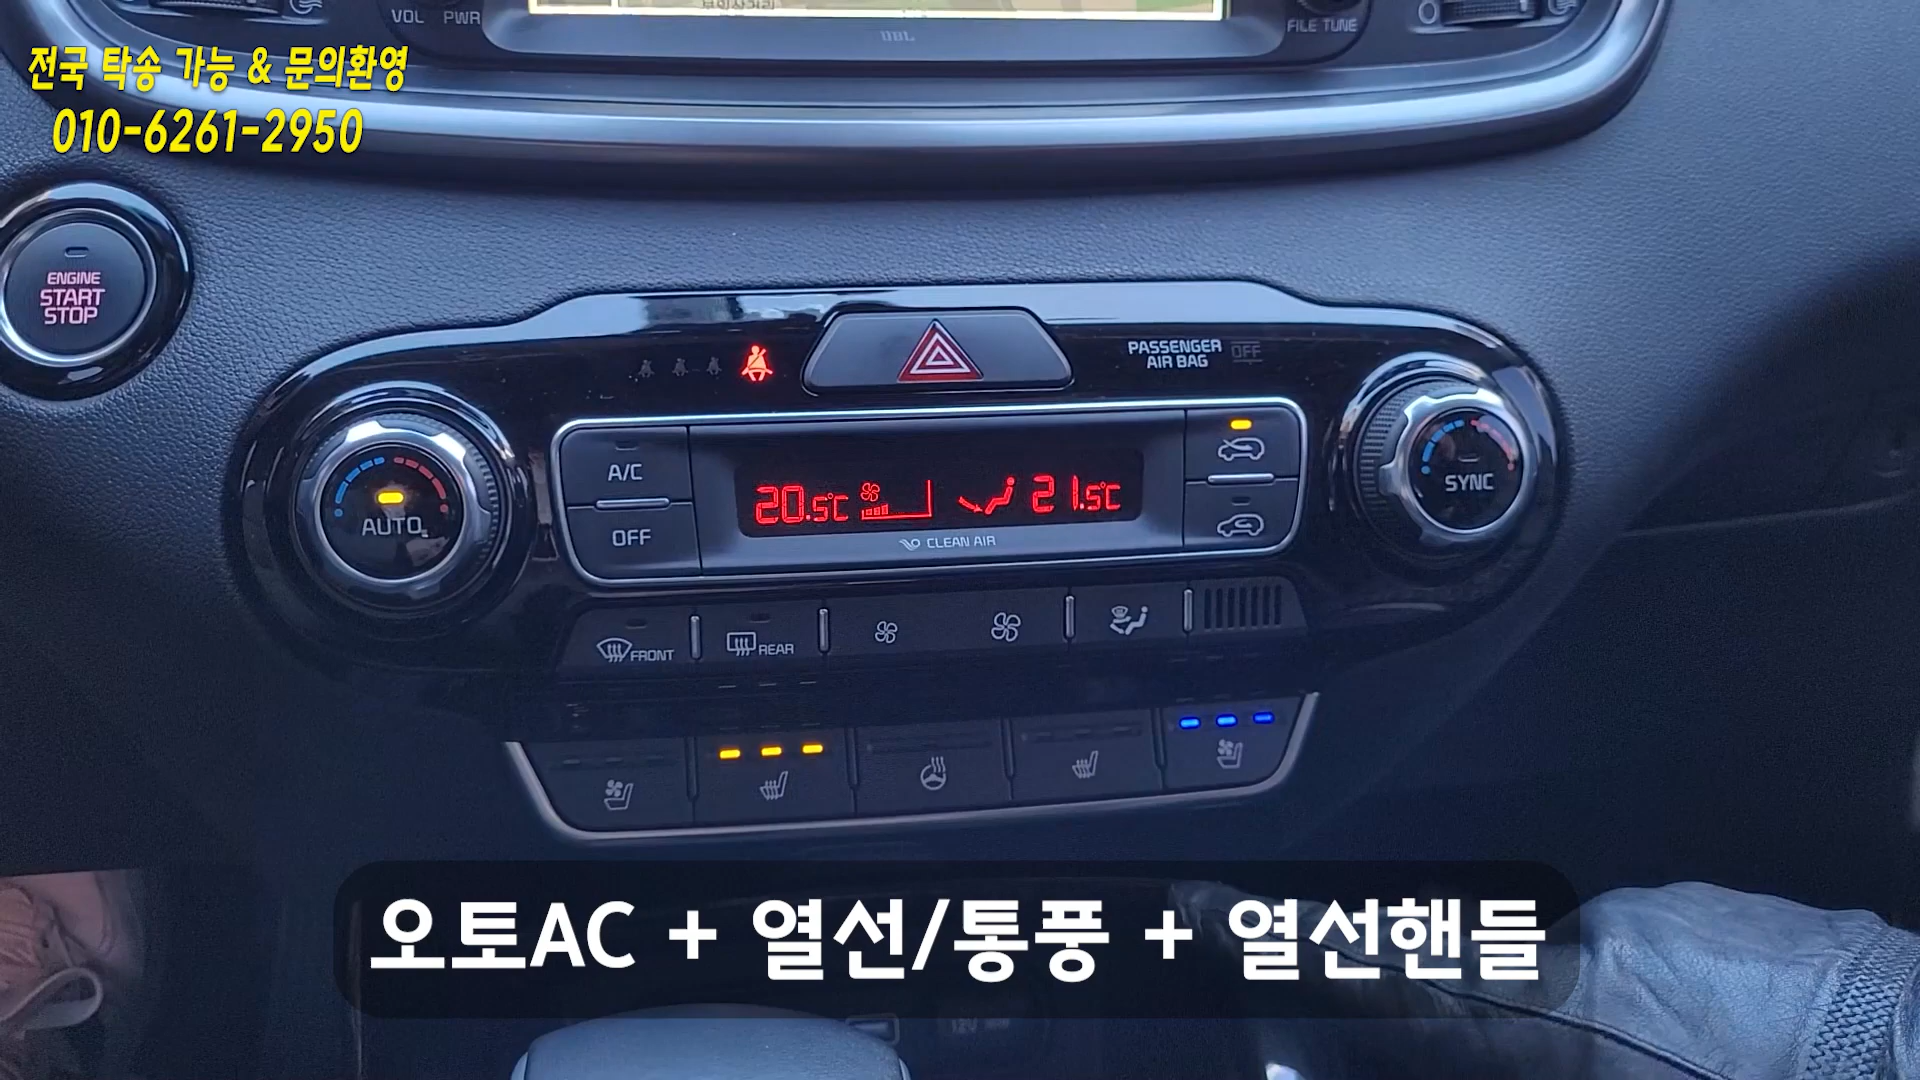 VOL PWR
JBL
FILE TUNE
전국 탁송 가능 & 문의환영
010-6261-2950
ENGINE
START
STOP
PASSENGER
AIR BAG OFF
AUTO
A/C
OFF
20.5°C
21.5°C
CLEAN AIR
SYNC
FRONT
REAR
오토AC + 열선/통풍 + 열선핸들